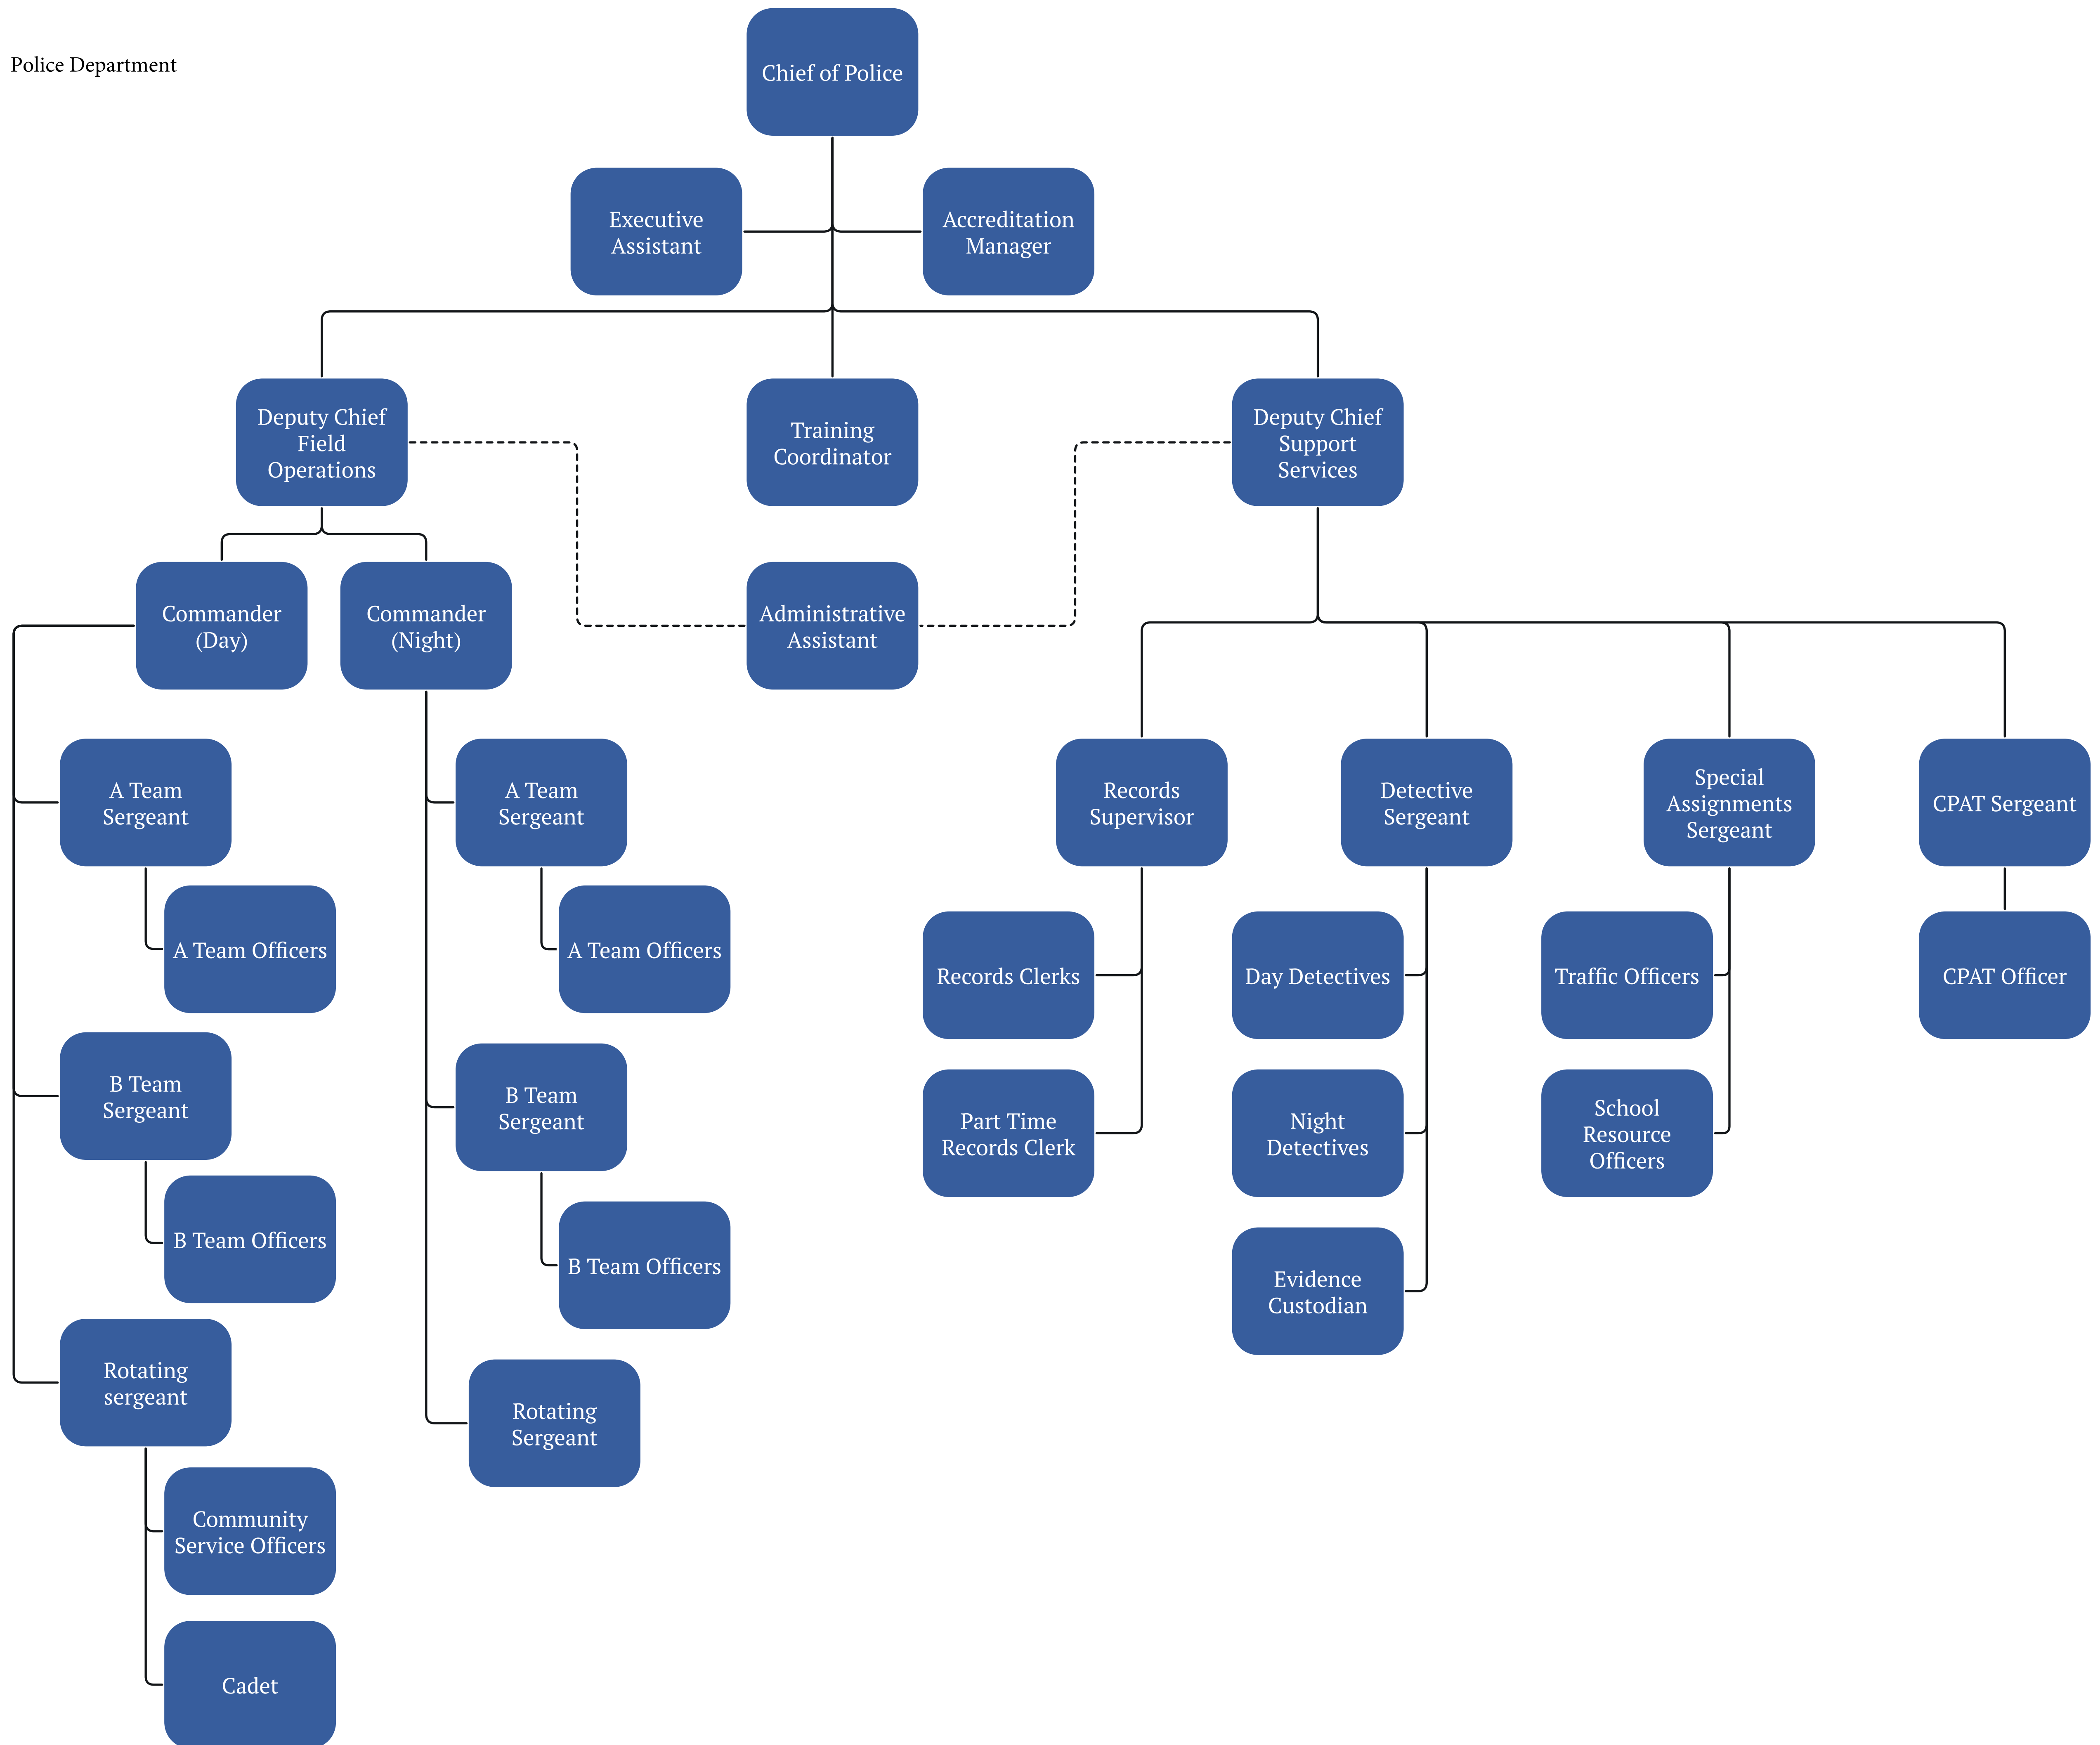 Police Department
Chief of Police
Executive
Assistant
Accreditation
Manager
Deputy Chief
Field
Operations
Training
Coordinator
Deputy Chief
Support
Services
Commander
(Day)
Commander
(Night)
Administrative
Assistant
A Team
Sergeant
A Team
Sergeant
Records
Supervisor
Detective
Sergeant
Special
Assignments
Sergeant
CPAT Sergeant
A Team Officers
A Team Officers
Records Clerks
Day Detectives
Traffic Officers
CPAT Officer
B Team
Sergeant
B Team
Sergeant
Part Time
Records Clerk
Night
Detectives
School
Resource
Officers
B Team Officers
B Team Officers
Evidence
Custodian
Rotating
sergeant
Rotating
Sergeant
Community
Service Officers
Cadet